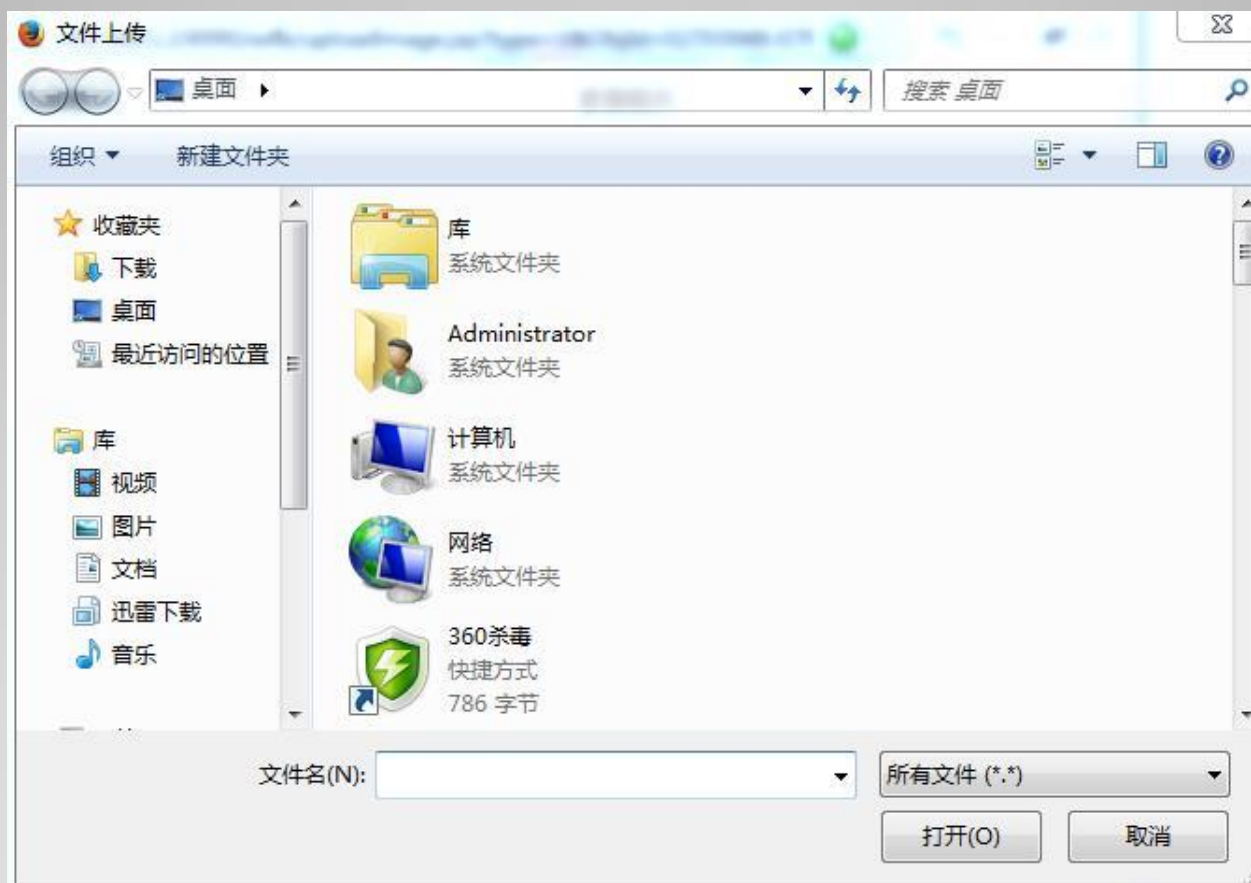 文件上传
桌面
搜索 桌面
组织
新建文件夹
收藏夹
下载
桌面
最近访问的位置
库
视频
图片
文档
迅雷下载
音乐
库
系统文件夹
Administrator
系统文件夹
计算机
系统文件夹
网络
系统文件夹
360杀毒
快捷方式
786 字节
文件名(N):
所有文件 (*.*)
打开(O)
取消